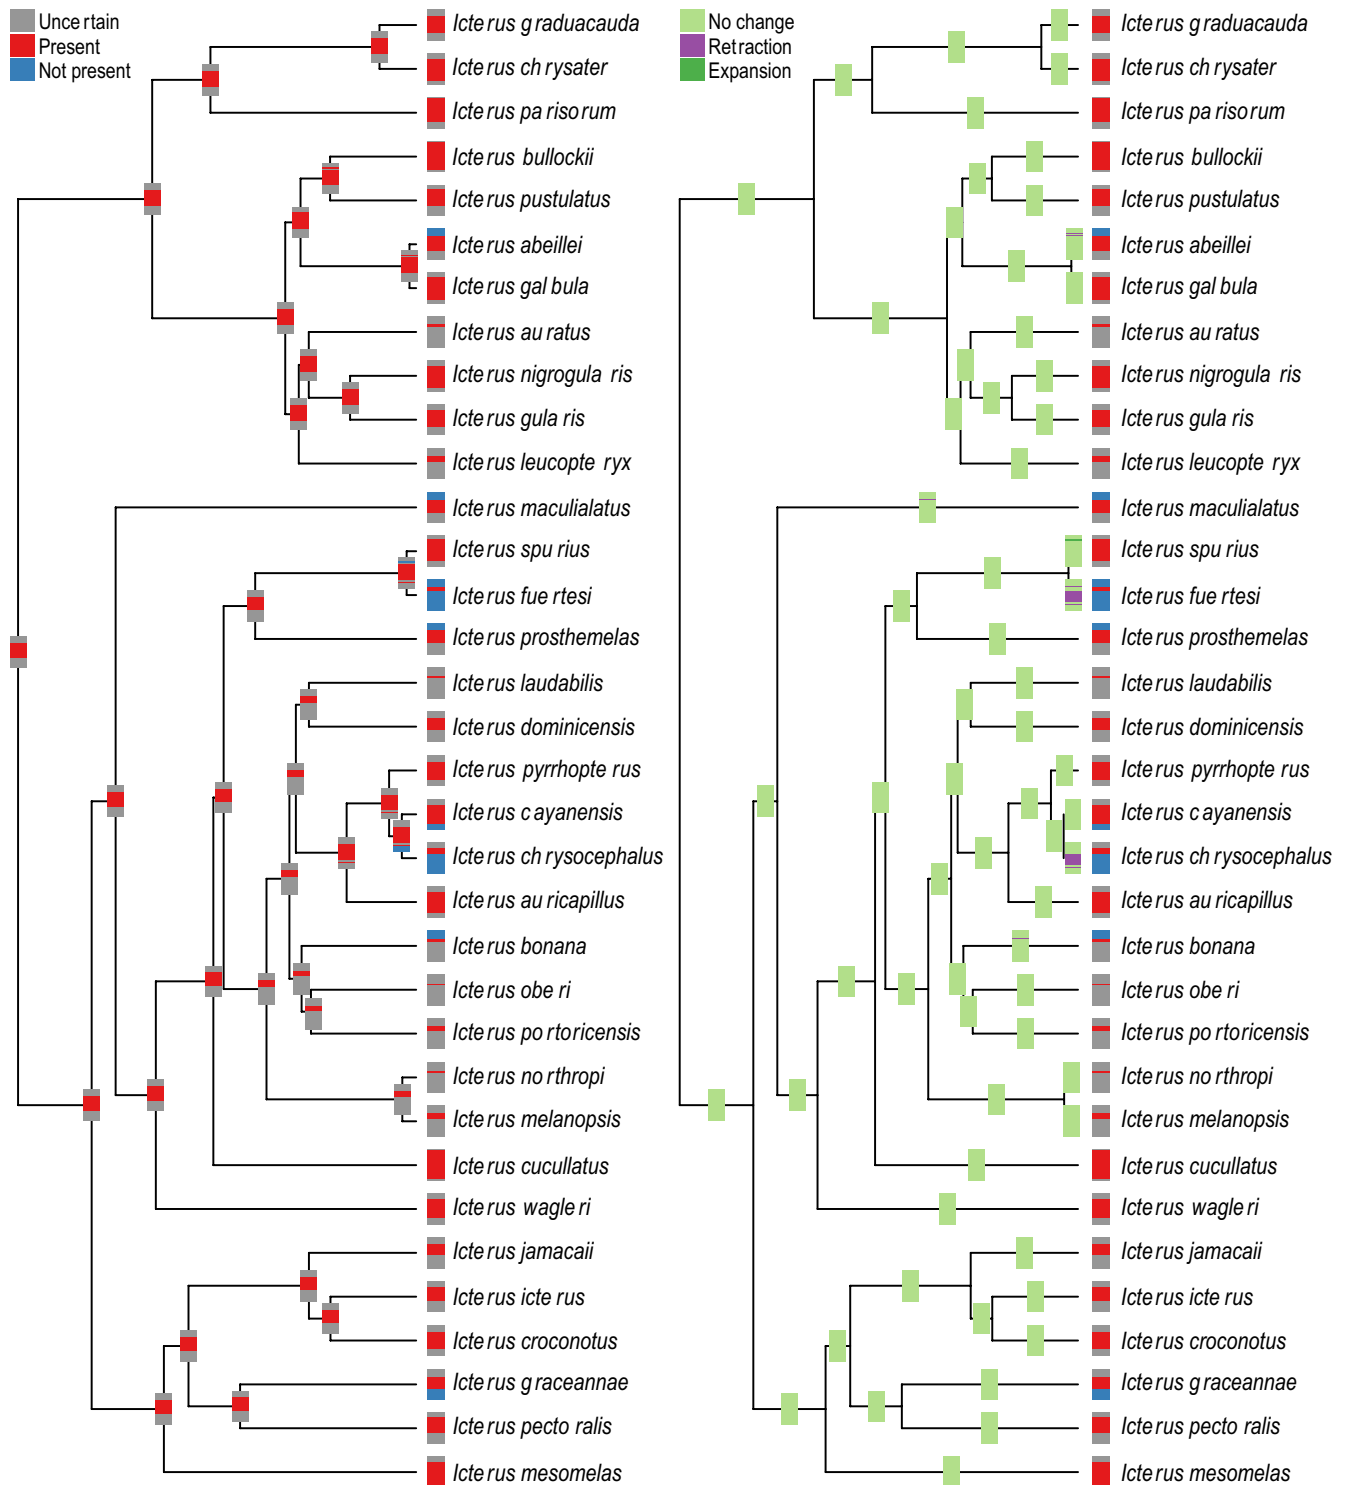 Uncertain
Present
Not present
Icterus graduacauda
Icterus chrysater
Icterus parisorum
Icterus bullockii
Icterus pustulatus
Icterus abeillei
Icterus galbula
Icterus auratus
Icterus nigrogularis
Icterus gularis
Icterus leucopteryx
Icterus maculialatus
Icterus spurius
Icterus fuertesi
Icterus prosthemelas
Icterus laudabilis
Icterus dominicensis
Icterus pyrrhopterus
Icterus cayanensis
Icterus chrysocephalus
Icterus auricapillus
Icterus bonana
Icterus oberi
Icterus portoricensis
Icterus northropi
Icterus melanopsis
Icterus cucullatus
Icterus wagleri
Icterus jamacaii
Icterus icterus
Icterus croconotus
Icterus graceannae
Icterus pectoralis
Icterus mesomelas
No change
Retraction
Expansion
Icterus graduacauda
Icterus chrysater
Icterus parisorum
Icterus bullockii
Icterus pustulatus
Icterus abeillei
Icterus galbula
Icterus auratus
Icterus nigrogularis
Icterus gularis
Icterus leucopteryx
Icterus maculialatus
Icterus spurius
Icterus fuertesi
Icterus prosthemelas
Icterus laudabilis
Icterus dominicensis
Icterus pyrrhopterus
Icterus cayanensis
Icterus chrysocephalus
Icterus auricapillus
Icterus bonana
Icterus oberi
Icterus portoricensis
Icterus northropi
Icterus melanopsis
Icterus cucullatus
Icterus wagleri
Icterus jamacaii
Icterus icterus
Icterus croconotus
Icterus graceannae
Icterus pectoralis
Icterus mesomelas